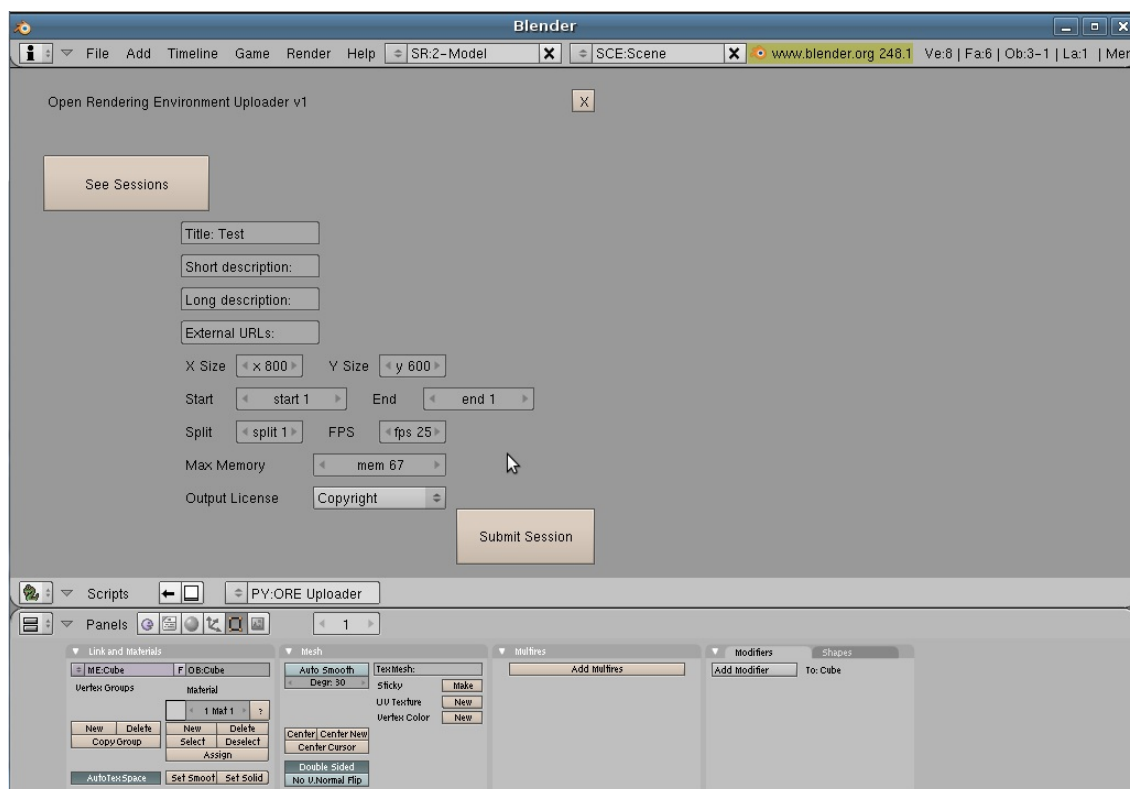 Blender
File Add Timeline Game Render Help SR:2-Model X SCE:Scene X www.blender.org 248.1 Ve:8 | Fa:6 | Ob:3-1 | La:1 | Mer
Open Rendering Environment Uploader v1 X
See Sessions
Title: Test
Short description:
Long description:
External URLs:
X Size x 800 Y Size y 600
Start start 1 End end 1
Split split 1 FPS fps 25
Max Memory mem 67
Output License Copyright
Submit Session
Scripts PY:ORE Uploader
Panels 1
Link and Materials Mesh Multires Modifiers Shapes
ME:Cube F OB:Cube Auto Smooth TexMesh: Add Multires Add Modifier To: Cube
Degr: 30 Sticky Make
Vertex Groups Material
UV Texture New
1 Mat 1 ? Vertex Color New
New Delete New Delete Center Center New
Copy Group Select Deselect Center Cursor
Assign
Double Sided
AutoTexSpace Set Smoot Set Solid No V.Normal Flip